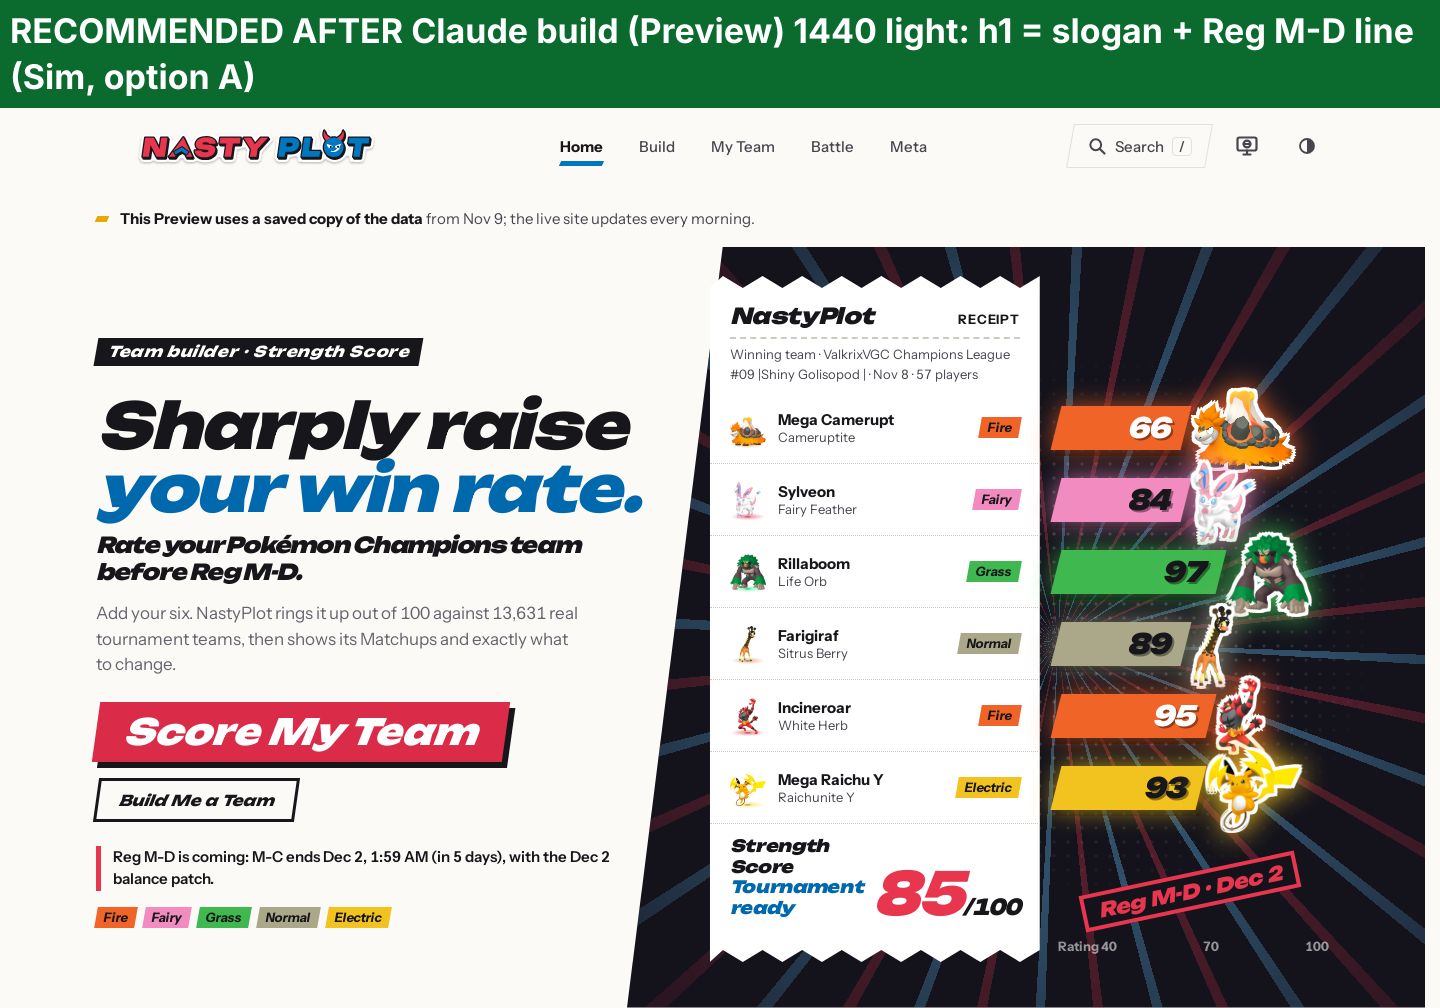 RECOMMENDED AFTER Claude build (Preview) 1440 light: h1 = slogan + Reg M-D line
(Sim, option A)
NASTY PLOT
Home
Build
My Team
Battle
Meta
Search /
This Preview uses a saved copy of the data from Nov 9; the live site updates every morning.
Team builder · Strength Score
Sharply raise
your win rate.
Rate your Pokémon Champions team
before Reg M-D.
Add your six. NastyPlot rings it up out of 100 against 13,631 real
tournament teams, then shows its Matchups and exactly what
to change.
Score My Team
Build Me a Team
Reg M-D is coming: M-C ends Dec 2, 1:59 AM (in 5 days), with the Dec 2
balance patch.
Fire Fairy Grass Normal Electric
NastyPlot RECEIPT
Winning team · ValkrixVGC Champions League
#09 |Shiny Golisopod | · Nov 8 · 57 players
Mega Camerupt
Cameruptite
Fire
66
Sylveon
Fairy Feather
Fairy
84
Rillaboom
Life Orb
Grass
97
Farigiraf
Sitrus Berry
Normal
89
Incineroar
White Herb
Fire
95
Mega Raichu Y
Raichunite Y
Electric
93
Strength
Score
Tournament
ready
85/100
Reg M-D · Dec 2
Rating 40 70 100